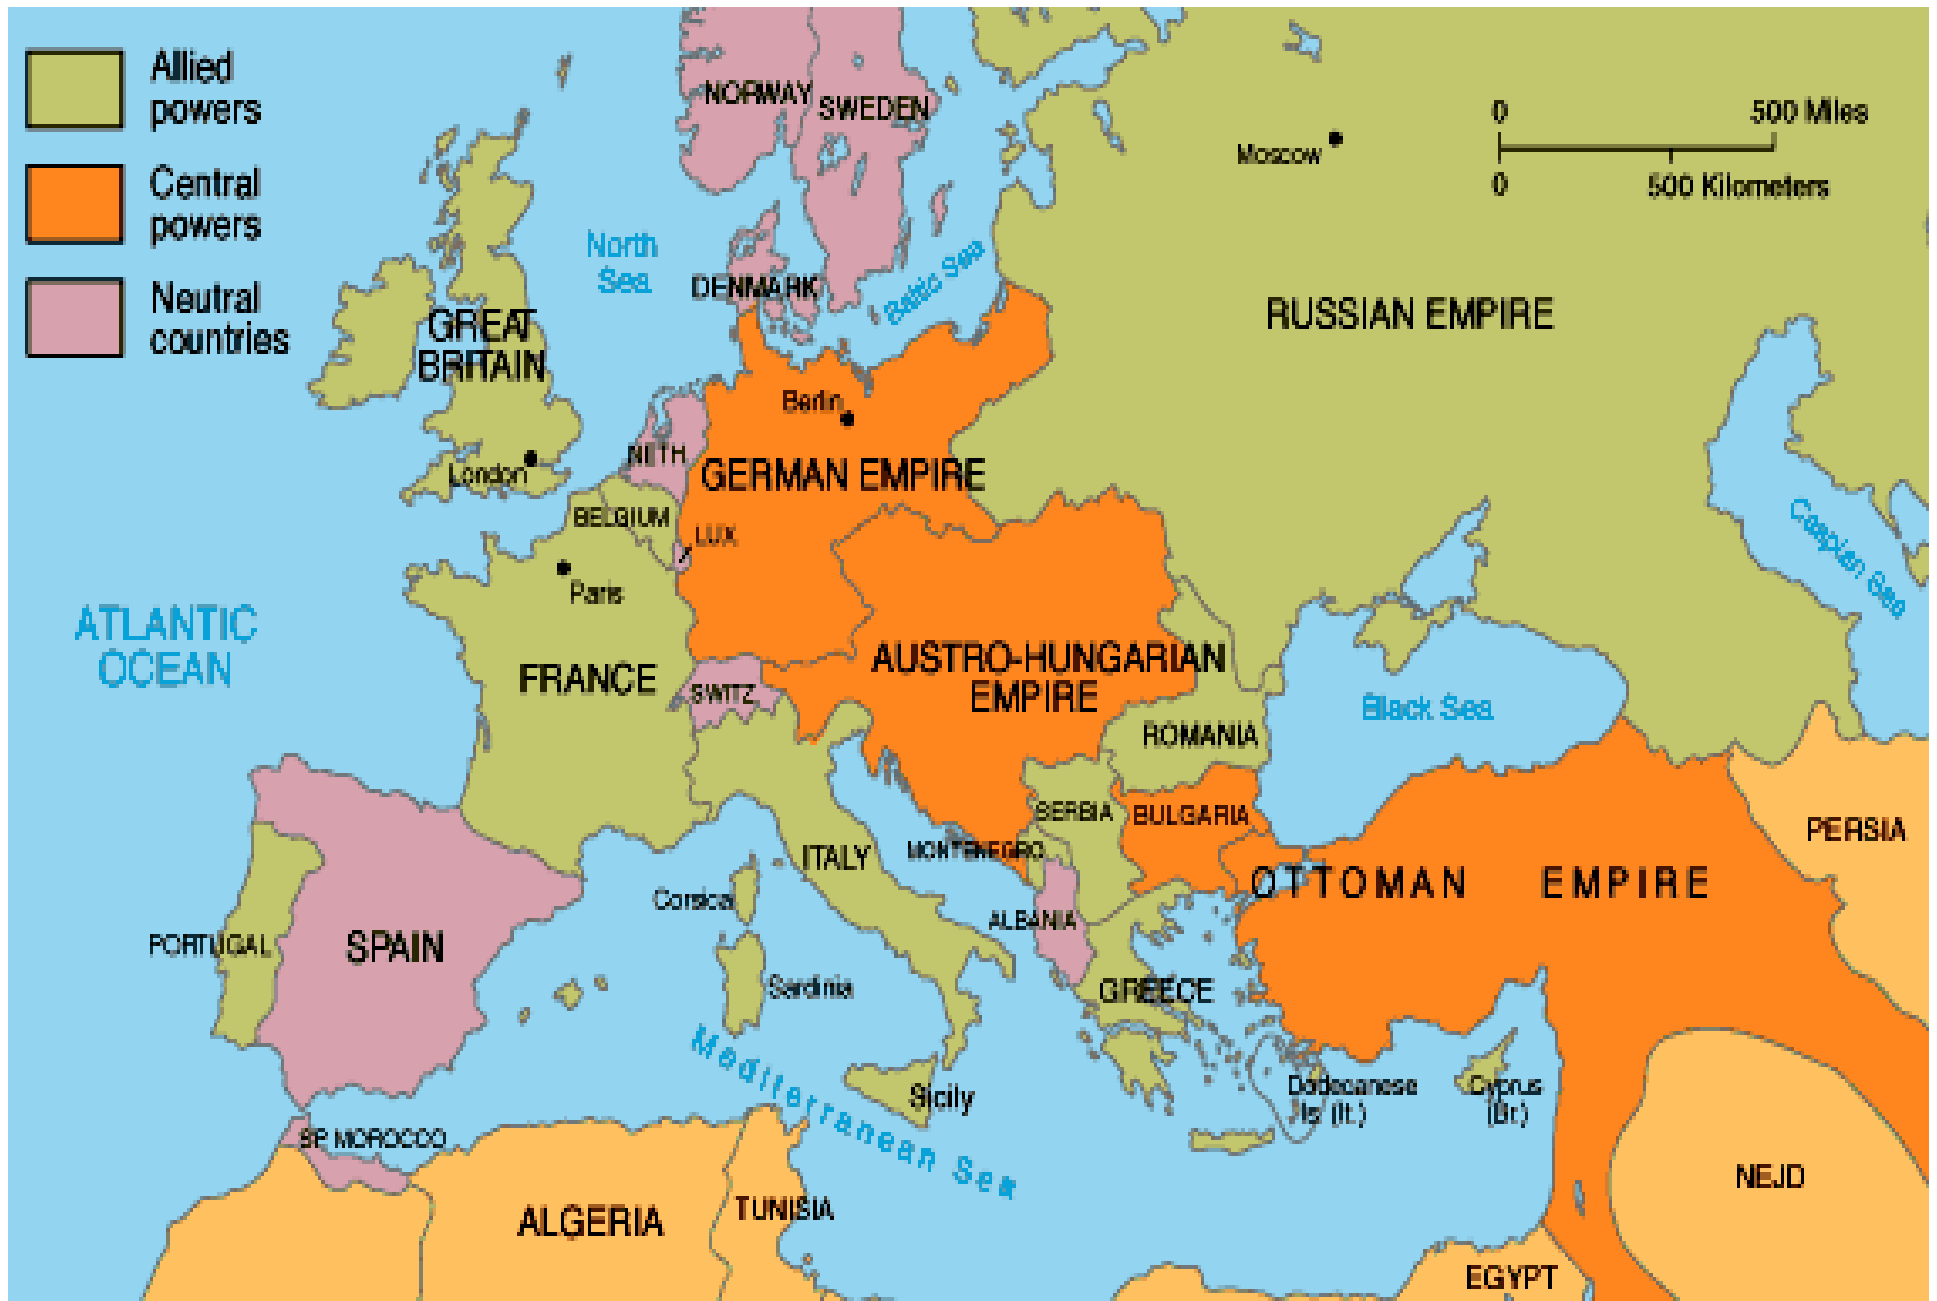 Allied
powers
Central
powers
Neutral
countries
NORWAY
SWEDEN
0 500 Miles
0 500 Kilometers
Moscow
North
Sea
Baltic Sea
DENMARK
RUSSIAN EMPIRE
GREAT
BRITAIN
Berlin
London
NETH
GERMAN EMPIRE
BELGIUM
LUX
Paris
Caspian Sea
ATLANTIC
OCEAN
FRANCE
SWITZ
AUSTRO-HUNGARIAN
EMPIRE
Black Sea
ROMANIA
SERBIA
BULGARIA
PERSIA
MONTENEGRO
ITALY
OTTOMAN EMPIRE
Corsica
ALBANIA
PORTUGAL
SPAIN
Sardinia
GREECE
Mediterranean Sea
Sicily
Dodecanese
Is (It.)
Cyprus
(Br.)
SP. MOROCCO
NEJD
ALGERIA
TUNISIA
EGYPT